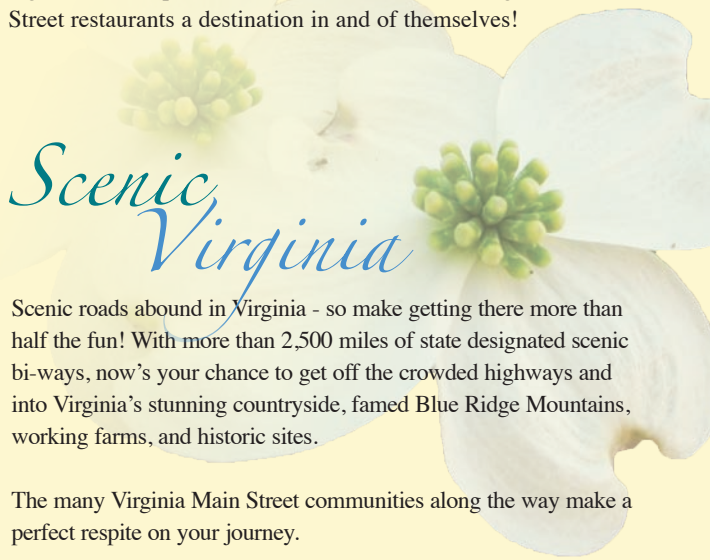 Street restaurants a destination in and of themselves!
Scenic
Virginia
Scenic roads abound in Virginia - so make getting there more than
half the fun! With more than 2,500 miles of state designated scenic
bi-ways, now's your chance to get off the crowded highways and
into Virginia's stunning countryside, famed Blue Ridge Mountains,
working farms, and historic sites.
The many Virginia Main Street communities along the way make a
perfect respite on your journey.